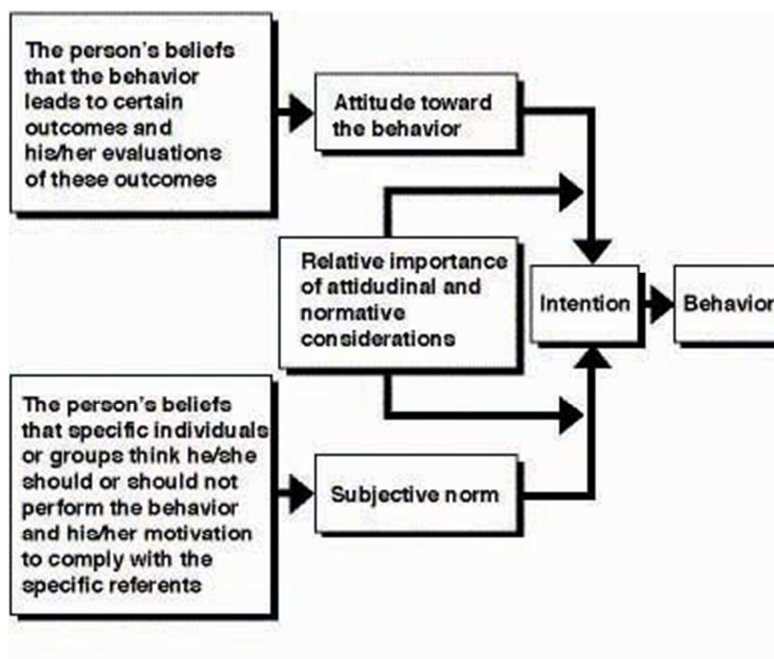 The person's beliefs
that the behavior
leads to certain
outcomes and
his/her evaluations
of these outcomes
Attitude toward
the behavior
Relative importance
of attidudinal and
normative
considerations
Intention
Behavior
The person's beliefs
that specific individuals
or groups think he/she
should or should not
perform the behavior
and his/her motivation
to comply with the
specific referents
Subjective norm